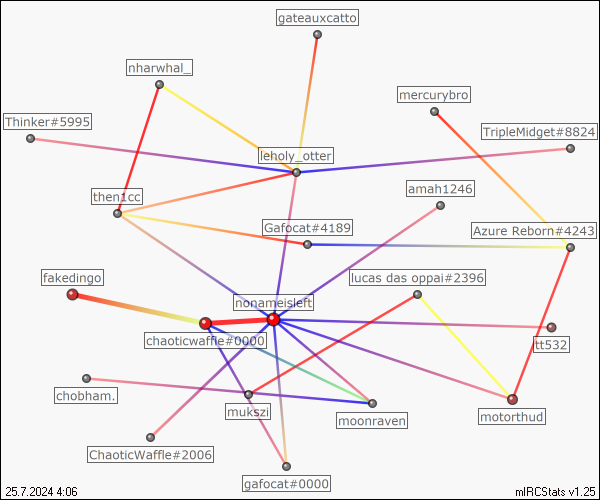 gateauxcatto
nharwhal_
mercurybro
Thinker#5995
TripleMidget#8824
leholy_otter
amah1246
then1cc
Gafocat#4189
Azure Reborn#4243
fakedingo
lucas das oppai#2396
nonameisleft
chaoticwaffle#0000
tt532
chobham.
mukszi
moonraven
motorthud
ChaoticWaffle#2006
gafocat#0000
25.7.2024 4:06
mIRCStats v1.25